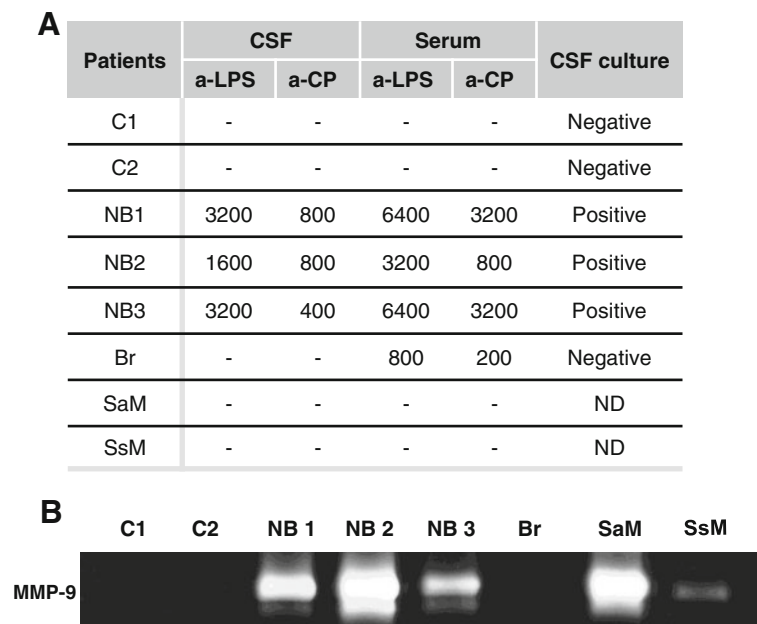 A
Patients CSF Serum CSF culture
a-LPS a-CP a-LPS a-CP
C1 - - - - Negative
C2 - - - - Negative
NB1 3200 800 6400 3200 Positive
NB2 1600 800 3200 800 Positive
NB3 3200 400 6400 3200 Positive
Br - - 800 200 Negative
SaM - - - - ND
SsM - - - - ND
B
C1 C2 NB 1 NB 2 NB 3 Br SaM SsM
MMP-9